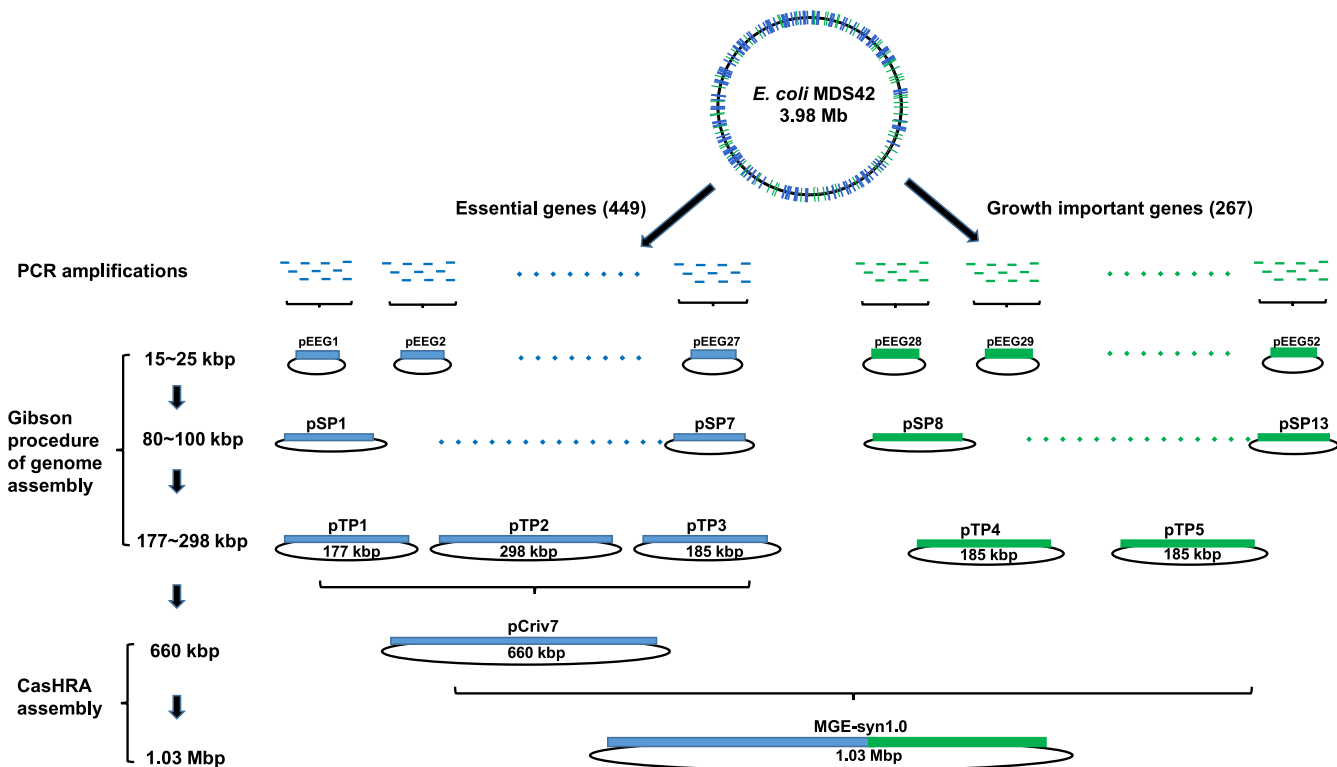 E. coli MDS42
3.98 Mb
Essential genes (449)
Growth important genes (267)
PCR amplifications
pEEG1
pEEG2
pEEG27
pEEG28
pEEG29
pEEG52
15~25 kbp
pSP1
pSP7
pSP8
pSP13
80~100 kbp
Gibson
procedure
of genome
assembly
pTP1
pTP2
pTP3
pTP4
pTP5
177~298 kbp
177 kbp
298 kbp
185 kbp
185 kbp
185 kbp
pCriv7
660 kbp
660 kbp
CasHRA
assembly
MGE-syn1.0
1.03 Mbp
1.03 Mbp